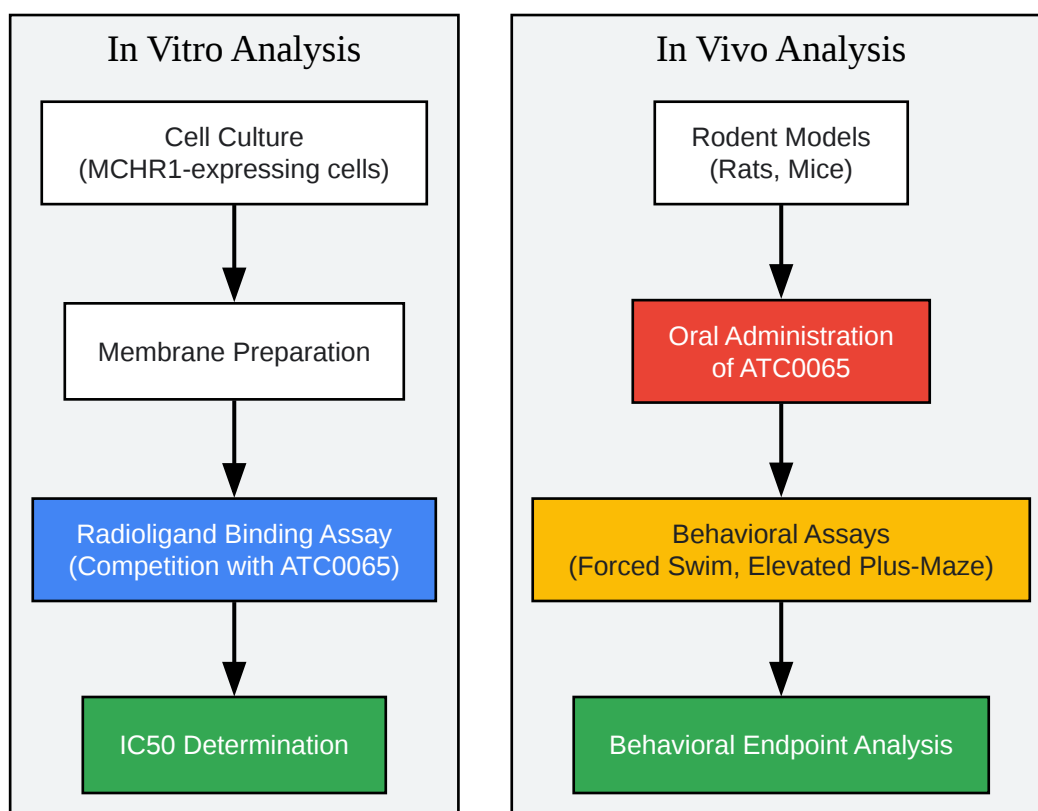 In Vitro Analysis
Cell Culture
(MCHR1-expressing cells)
Membrane Preparation
Radioligand Binding Assay
(Competition with ATC0065)
IC50 Determination
In Vivo Analysis
Rodent Models
(Rats, Mice)
Oral Administration
of ATC0065
Behavioral Assays
(Forced Swim, Elevated Plus-Maze)
Behavioral Endpoint Analysis